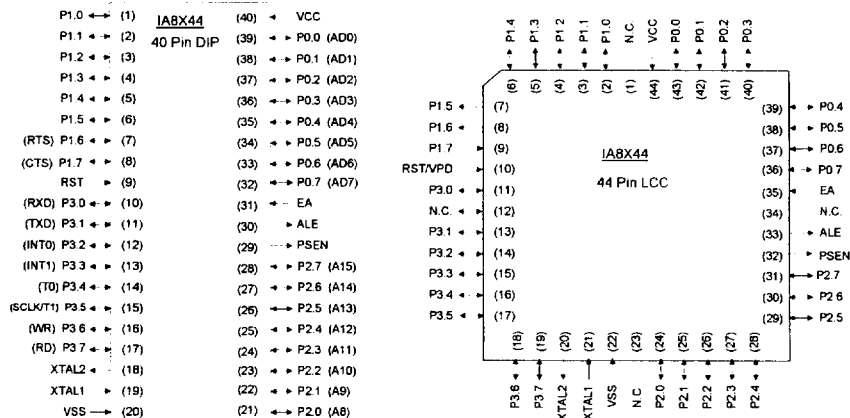 IA8X44
40 Pin DIP
P1.0 (1)
P1.1 (2)
P1.2 (3)
P1.3 (4)
P1.4 (5)
P1.5 (6)
(RTS) P1.6 (7)
(CTS) P1.7 (8)
RST (9)
(RXD) P3.0 (10)
(TXD) P3.1 (11)
(INT0) P3.2 (12)
(INT1) P3.3 (13)
(T0) P3.4 (14)
(SCLK/T1) P3.5 (15)
(WR) P3.6 (16)
(RD) P3.7 (17)
XTAL2 (18)
XTAL1 (19)
VSS (20)
(40) VCC
(39) P0.0 (AD0)
(38) P0.1 (AD1)
(37) P0.2 (AD2)
(36) P0.3 (AD3)
(35) P0.4 (AD4)
(34) P0.5 (AD5)
(33) P0.6 (AD6)
(32) P0.7 (AD7)
(31) EA
(30) ALE
(29) PSEN
(28) P2.7 (A15)
(27) P2.6 (A14)
(26) P2.5 (A13)
(25) P2.4 (A12)
(24) P2.3 (A11)
(23) P2.2 (A10)
(22) P2.1 (A9)
(21) P2.0 (A8)
P1.4 P1.3 P1.2 P1.1 P1.0 N.C. VCC P0.0 P0.1 P0.2 P0.3
(6) (5) (4) (3) (2) (1) (44) (43) (42) (41) (40)
IA8X44
44 Pin LCC
P1.5 (7)
P1.6 (8)
P1.7 (9)
RST/VPD (10)
P3.0 (11)
N.C. (12)
P3.1 (13)
P3.2 (14)
P3.3 (15)
P3.4 (16)
P3.5 (17)
(39) P0.4
(38) P0.5
(37) P0.6
(36) P0.7
(35) EA
(34) N.C.
(33) ALE
(32) PSEN
(31) P2.7
(30) P2.6
(29) P2.5
(18) (19) (20) (21) (22) (23) (24) (25) (26) (27) (28)
P3.6 P3.7 XTAL2 XTAL1 VSS N.C P2.0 P2.1 P2.2 P2.3 P2.4